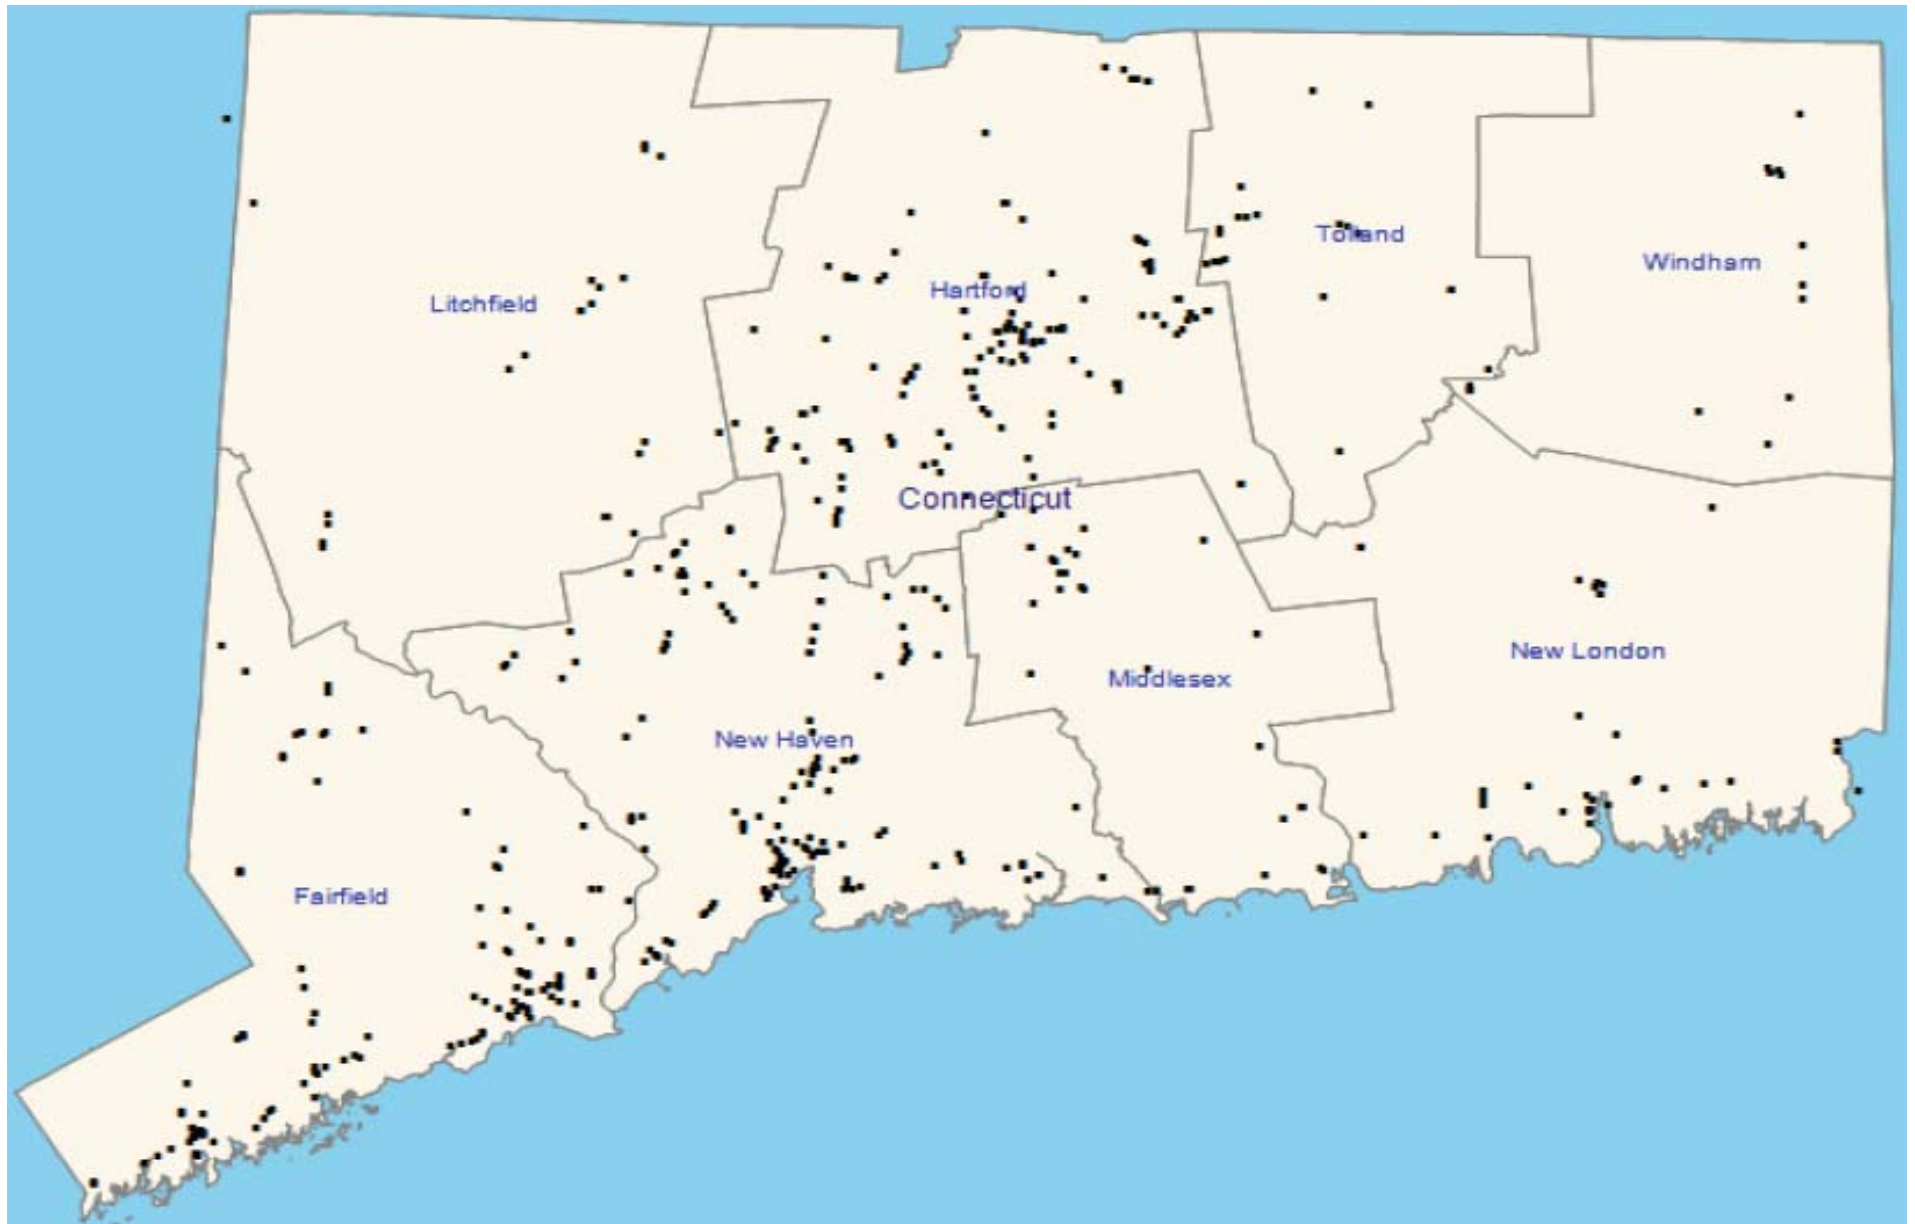 Tolland
Windham
Hartford
Litchfield
Connecticut
New London
Middlesex
New Haven
Fairfield